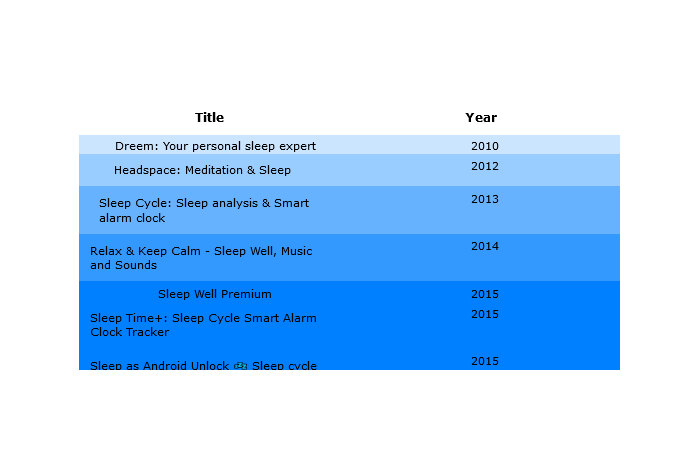 Title Year
Dreem: Your personal sleep expert 2010
Headspace: Meditation & Sleep 2012
Sleep Cycle: Sleep analysis & Smart 2013
alarm clock
Relax & Keep Calm - Sleep Well, Music 2014
and Sounds
Sleep Well Premium 2015
Sleep Time+: Sleep Cycle Smart Alarm 2015
Clock Tracker
Sleep as Android Unlock 💤 Sleep cycle 2015